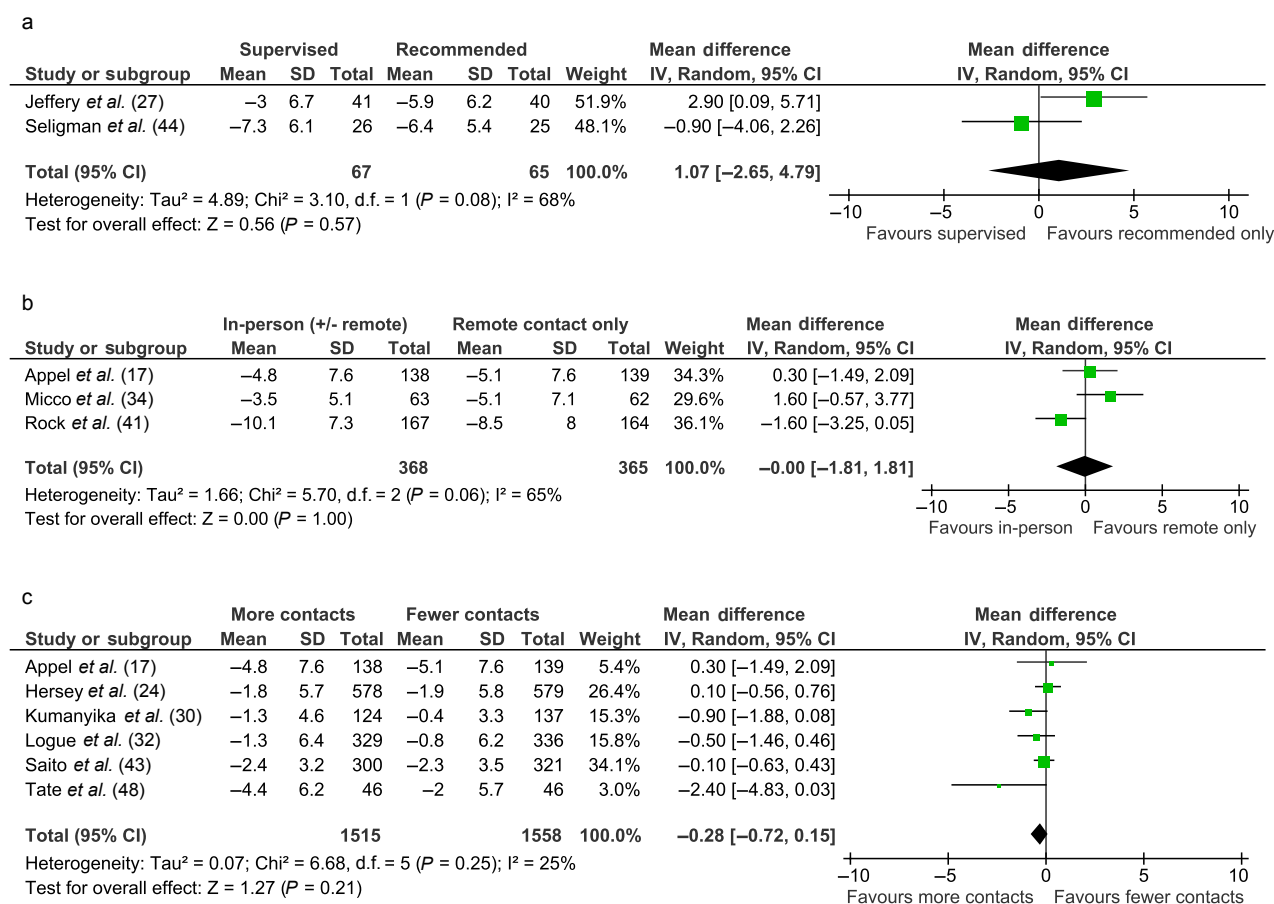 a
Supervised Recommended Mean difference Mean difference
Study or subgroup Mean SD Total Mean SD Total Weight IV, Random, 95% CI IV, Random, 95% CI
Jeffery et al. (27) –3 6.7 41 –5.9 6.2 40 51.9% 2.90 [0.09, 5.71]
Seligman et al. (44) –7.3 6.1 26 –6.4 5.4 25 48.1% –0.90 [–4.06, 2.26]
Total (95% CI) 67 65 100.0% 1.07 [–2.65, 4.79]
Heterogeneity: Tau² = 4.89; Chi² = 3.10, d.f. = 1 (P = 0.08); I² = 68%
Test for overall effect: Z = 0.56 (P = 0.57)
–10 –5 0 5 10
Favours supervised Favours recommended only
b
In-person (+/- remote) Remote contact only Mean difference Mean difference
Study or subgroup Mean SD Total Mean SD Total Weight IV, Random, 95% CI IV, Random, 95% CI
Appel et al. (17) –4.8 7.6 138 –5.1 7.6 139 34.3% 0.30 [–1.49, 2.09]
Micco et al. (34) –3.5 5.1 63 –5.1 7.1 62 29.6% 1.60 [–0.57, 3.77]
Rock et al. (41) –10.1 7.3 167 –8.5 8 164 36.1% –1.60 [–3.25, 0.05]
Total (95% CI) 368 365 100.0% –0.00 [–1.81, 1.81]
Heterogeneity: Tau² = 1.66; Chi² = 5.70, d.f. = 2 (P = 0.06); I² = 65%
Test for overall effect: Z = 0.00 (P = 1.00)
–10 –5 0 5 10
Favours in-person Favours remote only
c
More contacts Fewer contacts Mean difference Mean difference
Study or subgroup Mean SD Total Mean SD Total Weight IV, Random, 95% CI IV, Random, 95% CI
Appel et al. (17) –4.8 7.6 138 –5.1 7.6 139 5.4% 0.30 [–1.49, 2.09]
Hersey et al. (24) –1.8 5.7 578 –1.9 5.8 579 26.4% 0.10 [–0.56, 0.76]
Kumanyika et al. (30) –1.3 4.6 124 –0.4 3.3 137 15.3% –0.90 [–1.88, 0.08]
Logue et al. (32) –1.3 6.4 329 –0.8 6.2 336 15.8% –0.50 [–1.46, 0.46]
Saito et al. (43) –2.4 3.2 300 –2.3 3.5 321 34.1% –0.10 [–0.63, 0.43]
Tate et al. (48) –4.4 6.2 46 –2 5.7 46 3.0% –2.40 [–4.83, 0.03]
Total (95% CI) 1515 1558 100.0% –0.28 [–0.72, 0.15]
Heterogeneity: Tau² = 0.07; Chi² = 6.68, d.f. = 5 (P = 0.25); I² = 25%
Test for overall effect: Z = 1.27 (P = 0.21)
–10 –5 0 5 10
Favours more contacts Favours fewer contacts